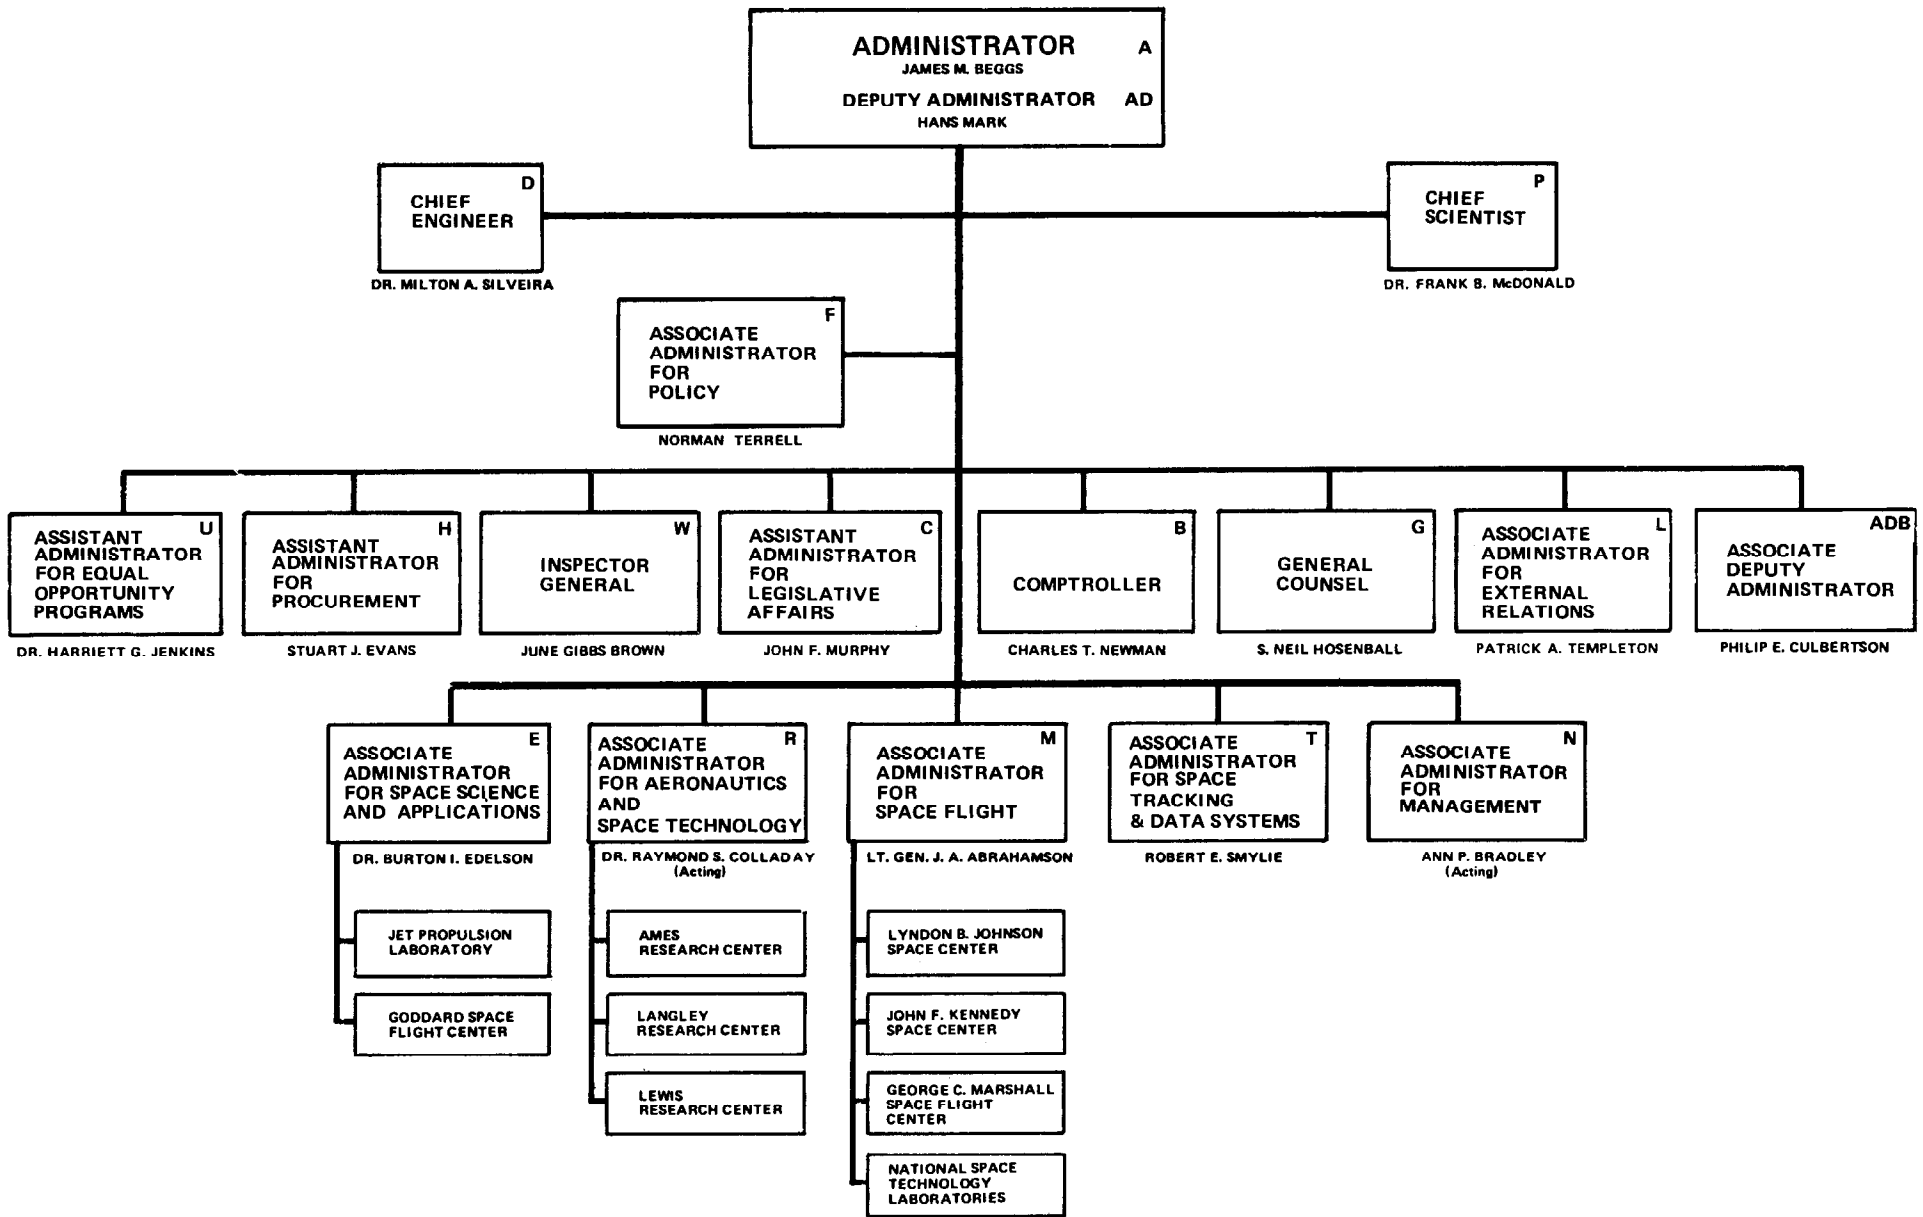 ADMINISTRATOR A
JAMES M. BEGGS
DEPUTY ADMINISTRATOR AD
HANS MARK
D
CHIEF
ENGINEER
DR. MILTON A. SILVEIRA
P
CHIEF
SCIENTIST
DR. FRANK B. McDONALD
F
ASSOCIATE
ADMINISTRATOR
FOR
POLICY
NORMAN TERRELL
U
ASSISTANT
ADMINISTRATOR
FOR EQUAL
OPPORTUNITY
PROGRAMS
DR. HARRIETT G. JENKINS
H
ASSISTANT
ADMINISTRATOR
FOR
PROCUREMENT
STUART J. EVANS
W
INSPECTOR
GENERAL
JUNE GIBBS BROWN
C
ASSISTANT
ADMINISTRATOR
FOR
LEGISLATIVE
AFFAIRS
JOHN F. MURPHY
B
COMPTROLLER
CHARLES T. NEWMAN
G
GENERAL
COUNSEL
S. NEIL HOSENBALL
L
ASSOCIATE
ADMINISTRATOR
FOR
EXTERNAL
RELATIONS
PATRICK A. TEMPLETON
ADB
ASSOCIATE
DEPUTY
ADMINISTRATOR
PHILIP E. CULBERTSON
E
ASSOCIATE
ADMINISTRATOR
FOR SPACE SCIENCE
AND APPLICATIONS
DR. BURTON I. EDELSON
JET PROPULSION
LABORATORY
GODDARD SPACE
FLIGHT CENTER
R
ASSOCIATE
ADMINISTRATOR
FOR AERONAUTICS
AND
SPACE TECHNOLOGY
DR. RAYMOND S. COLLADAY
(Acting)
AMES
RESEARCH CENTER
LANGLEY
RESEARCH CENTER
LEWIS
RESEARCH CENTER
M
ASSOCIATE
ADMINISTRATOR
FOR
SPACE FLIGHT
LT. GEN. J. A. ABRAHAMSON
LYNDON B. JOHNSON
SPACE CENTER
JOHN F. KENNEDY
SPACE CENTER
GEORGE C. MARSHALL
SPACE FLIGHT
CENTER
NATIONAL SPACE
TECHNOLOGY
LABORATORIES
T
ASSOCIATE
ADMINISTRATOR
FOR SPACE
TRACKING
& DATA SYSTEMS
ROBERT E. SMYLIE
N
ASSOCIATE
ADMINISTRATOR
FOR
MANAGEMENT
ANN P. BRADLEY
(Acting)